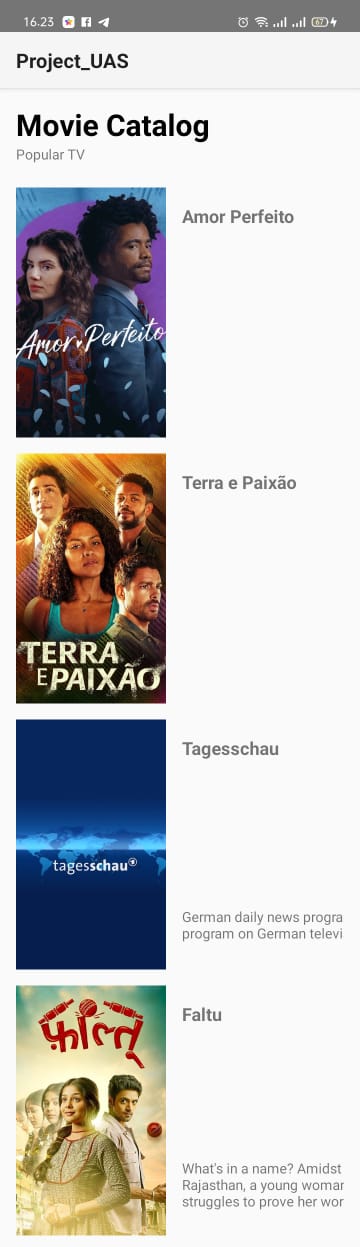 16.23
67
Project_UAS
Movie Catalog
Popular TV
Amor Perfeito
Amor Perfeito
Terra e Paixão
TERRA
E PAIXÃO
Tagesschau
tagesschau
German daily news progra
program on German televi
Faltu
फ़ालतू
What's in a name? Amidst
Rajasthan, a young womar
struggles to prove her wor